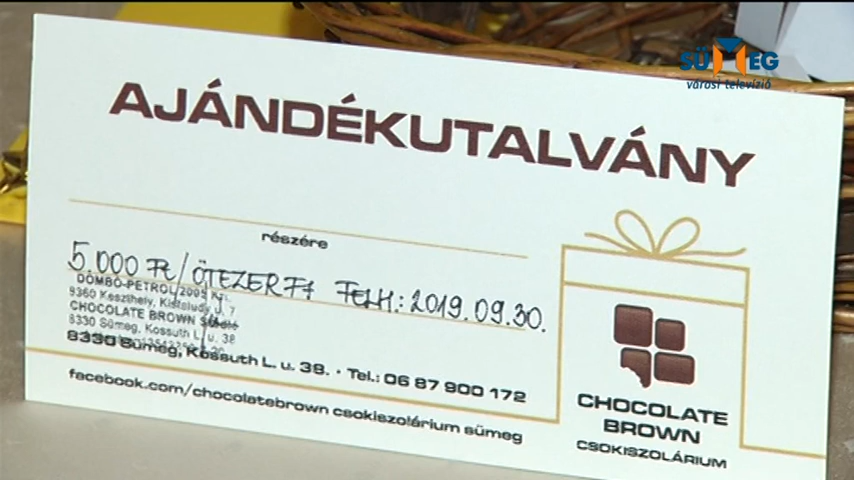 SÜMEG
városi televízió
AJÁNDÉKUTALVÁNY
részére
5.000 Ft / ÖTEZER Ft FELH.: 2019.09.30.
DÖMBÖ-PETROL 2005 Kft.
8360 Keszthely, Kisfaludy u. 7
CHOCOLATE BROWN
8330 Sümeg, Kossuth L. u. 38
8330 Sümeg, Kossuth L. u. 38. • Tel.: 06 87 900 172
facebook.com/chocolatebrown csokiszolárium sümeg
CHOCOLATE
BROWN
CSOKISZOLÁRIUM